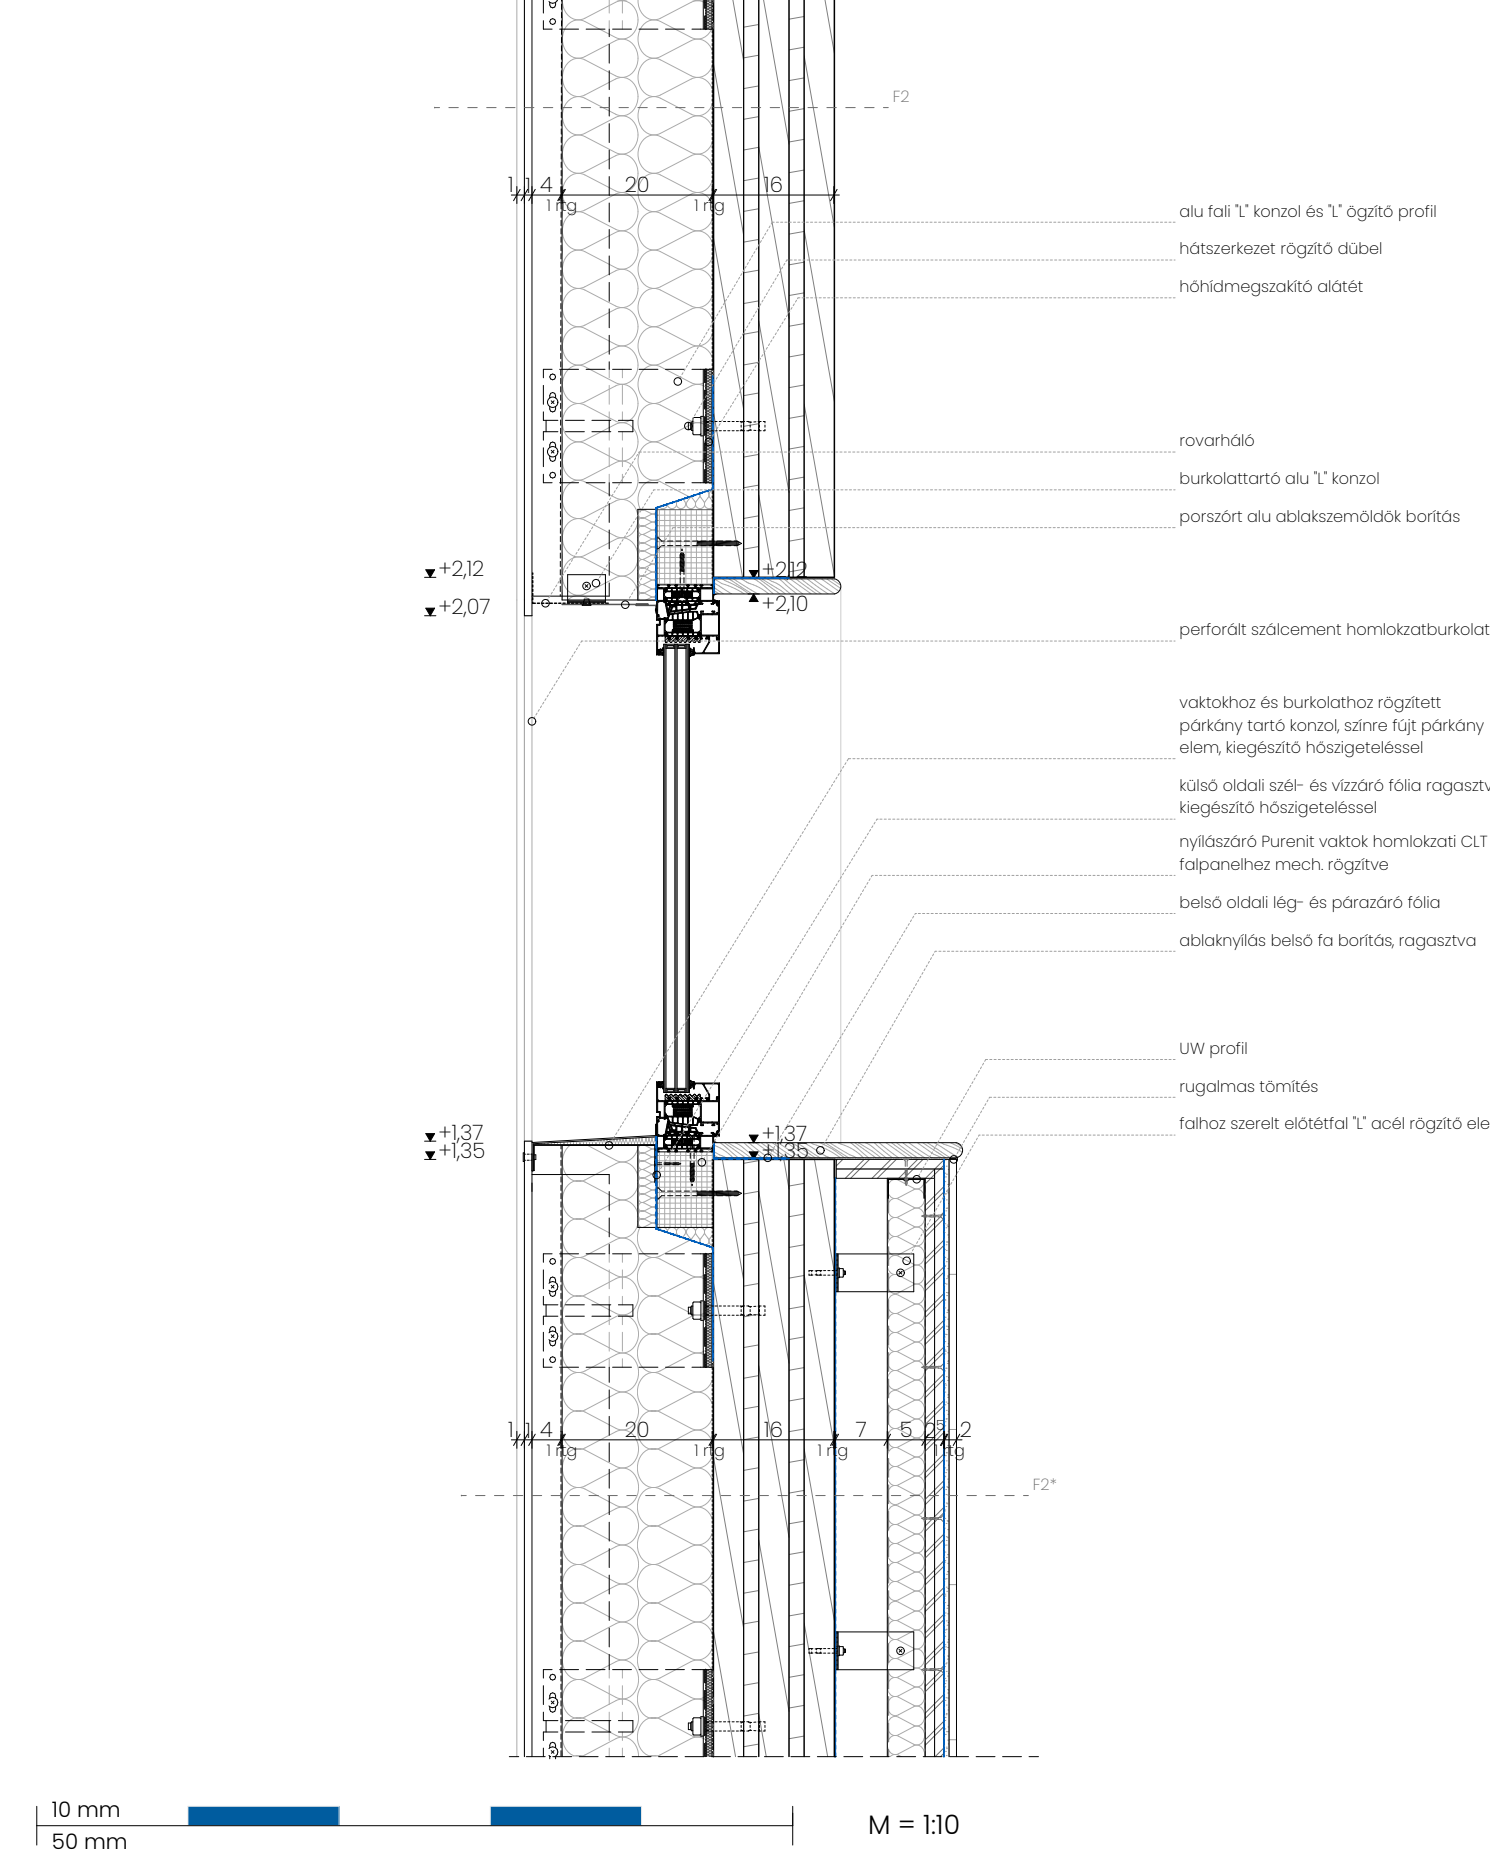 F2
1 1 4 20 16
1 rtg 1 rtg
alu fali "L" konzol és "L" ögzítő profil
hátszerkezet rögzítő dübel
hőhídmegszakító alátét
rovarháló
burkolattartó alu "L" konzol
porszórt alu ablakszemöldök borítás
+2,12 +2,12
+2,07 +2,10
perforált szálcement homlokzatburkolat
vaktokhoz és burkolathoz rögzített
párkány tartó konzol, színre fújt párkány
elem, kiegészítő hőszigeteléssel
külső oldali szél- és vízzáró fólia ragasztv
kiegészítő hőszigeteléssel
nyílászáró Purenit vaktok homlokzati CLT
falpanelhez mech. rögzítve
belső oldali lég- és párazáró fólia
ablaknyílás belső fa borítás, ragasztva
UW profil
rugalmas tömítés
falhoz szerelt előtétfal "L" acél rögzítő ele
+1,37 +1,37
+1,35 +1,35
1 1 4 20 16 7 5 2⁵ 2
1 rtg 1 rtg 1 rtg 1 rtg
F2*
10 mm
50 mm
M = 1:10